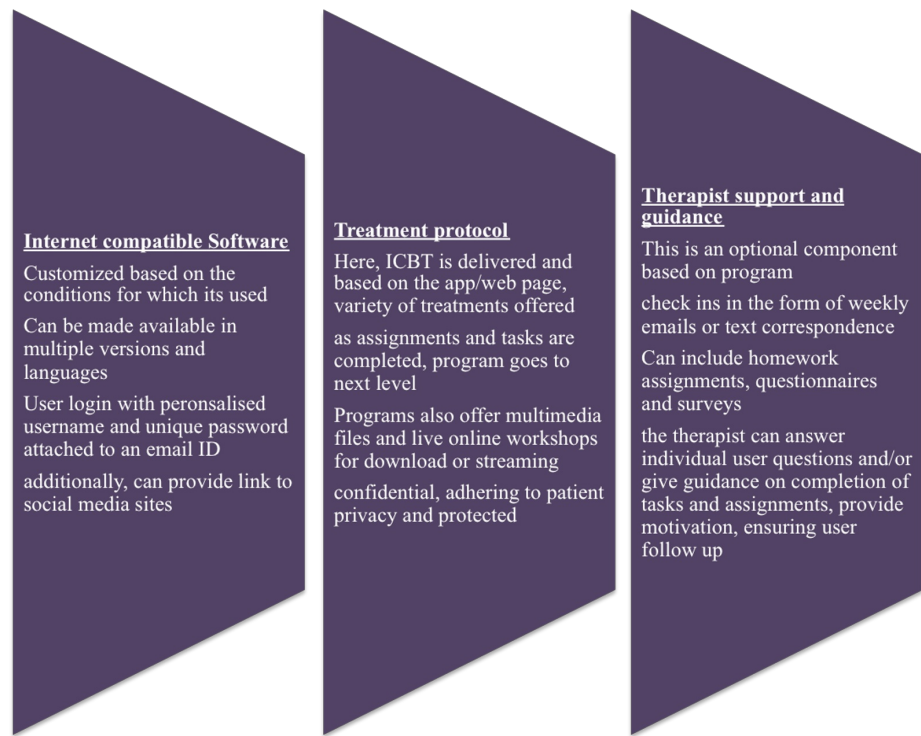 Internet compatible Software
Customized based on the
conditions for which its used
Can be made available in
multiple versions and
languages
User login with peronsalised
username and unique password
attached to an email ID
additionally, can provide link to
social media sites
Treatment protocol
Here, ICBT is delivered and
based on the app/web page,
variety of treatments offered
as assignments and tasks are
completed, program goes to
next level
Programs also offer multimedia
files and live online workshops
for download or streaming
confidential, adhering to patient
privacy and protected
Therapist support and
guidance
This is an optional component
based on program
check ins in the form of weekly
emails or text correspondence
Can include homework
assignments, questionnaires
and surveys
the therapist can answer
individual user questions and/or
give guidance on completion of
tasks and assignments, provide
motivation, ensuring user
follow up